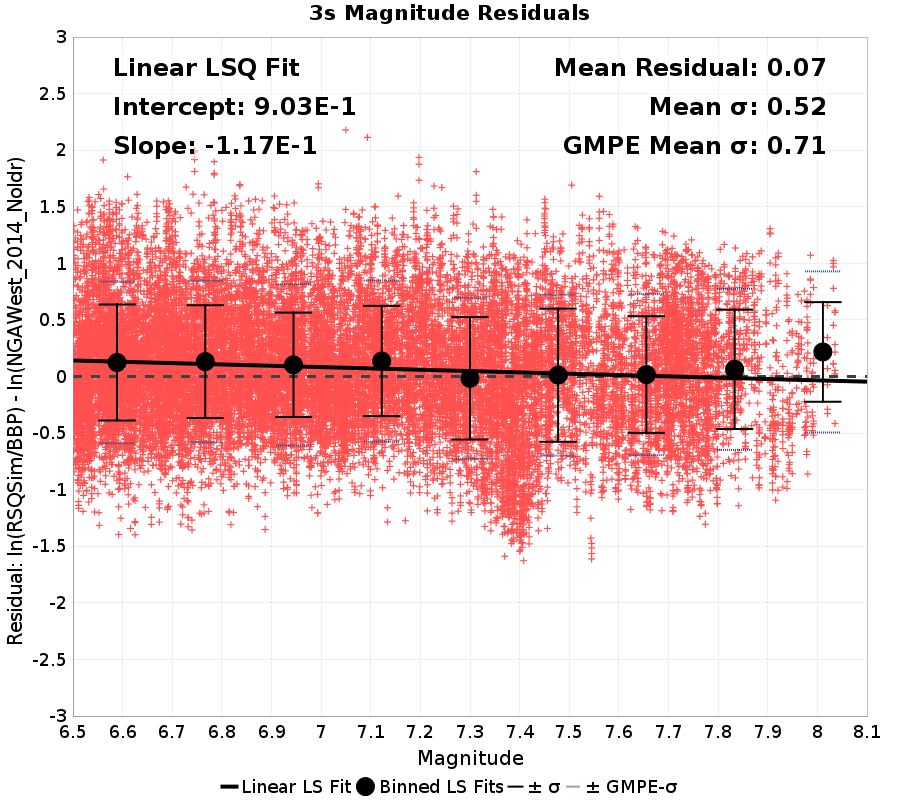 3s Magnitude Residuals
Linear LSQ Fit
Intercept: 9.03E-1
Slope: -1.17E-1
Mean Residual: 0.07
Mean σ: 0.52
GMPE Mean σ: 0.71
Residual: ln(RSQSim/BBP) - ln(NGAWest_2014_NoIdr)
3
2.5
2
1.5
1
0.5
0
-0.5
-1
-1.5
-2
-2.5
-3
6.5 6.6 6.7 6.8 6.9 7 7.1 7.2 7.3 7.4 7.5 7.6 7.7 7.8 7.9 8 8.1
Magnitude
Linear LS Fit Binned LS Fits ± σ ± GMPE-σ